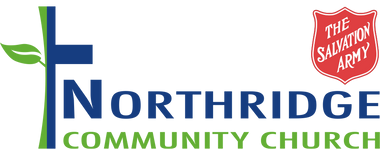 THE
SALVATION
ARMY
NORTHRIDGE
COMMUNITY CHURCH